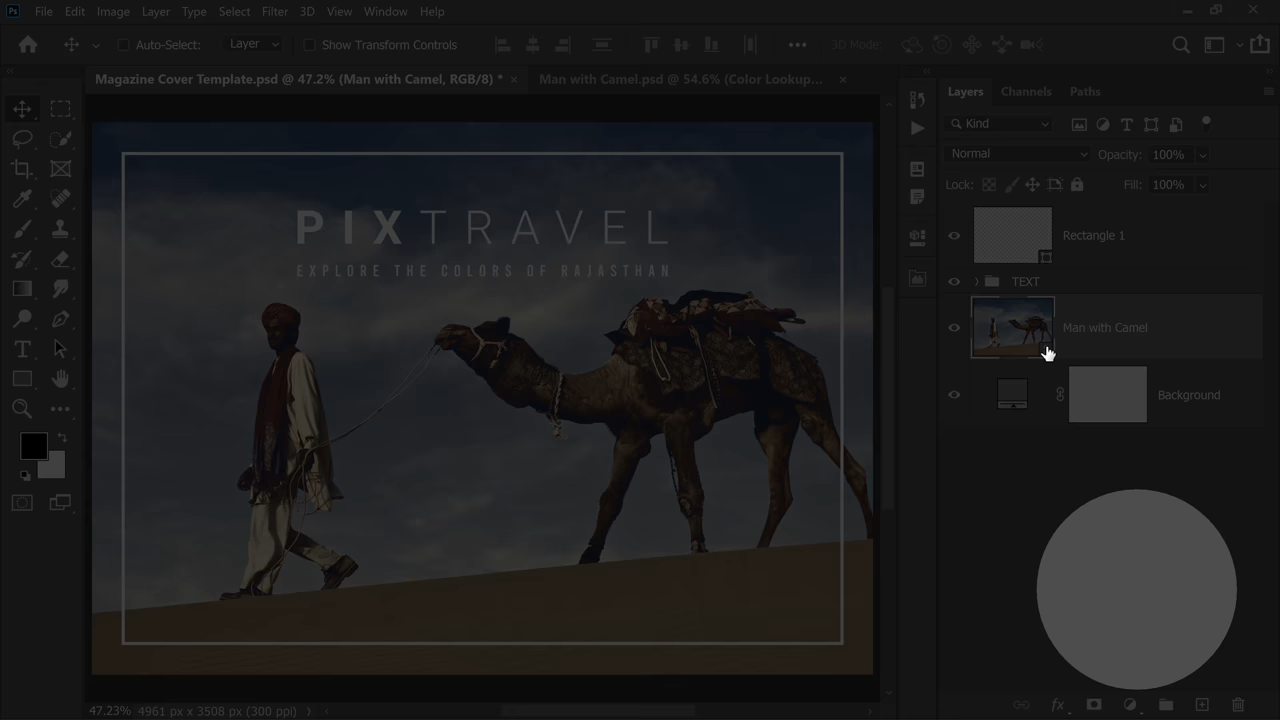 Ps File Edit Image Layer Type Select Filter 3D View Window Help
Auto-Select: Layer Show Transform Controls 3D Mode:
Magazine Cover Template.psd @ 47.2% (Man with Camel, RGB/8) * Man with Camel.psd @ 54.6% (Color Lookup...
Layers Channels Paths
Kind
Normal Opacity: 100%
Lock: Fill: 100%
PIXTRAVEL
EXPLORE THE COLORS OF RAJASTHAN
Rectangle 1
TEXT
Man with Camel
Background
47.23% 4961 px x 3508 px (300 ppi)
fx